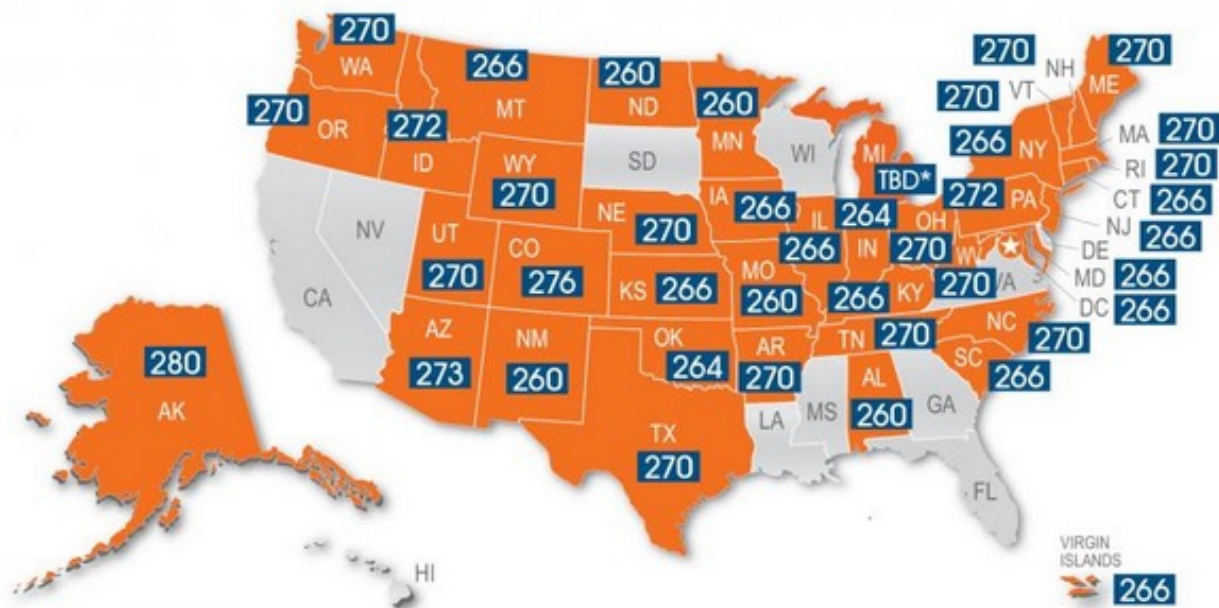 270
WA
266
MT
260
ND
260
MN
270
NH
270
ME
270
VT
270
OR
272
ID
WY
270
SD
WI
MI
TBD*
266
NY
MA 270
RI 270
CT 266
NJ 266
DE
MD 266
DC 266
NE
270
IA
266
IL
266
264
IN
OH
270
272
PA
WV
270
VA
CA
NV
UT
270
CO
276
KS 266
MO
260
266
KY
AZ
273
NM
260
OK
264
AR
270
TN 270
NC
270
SC
266
AL
260
GA
MS
LA
TX
270
FL
280
AK
HI
VIRGIN
ISLANDS
266